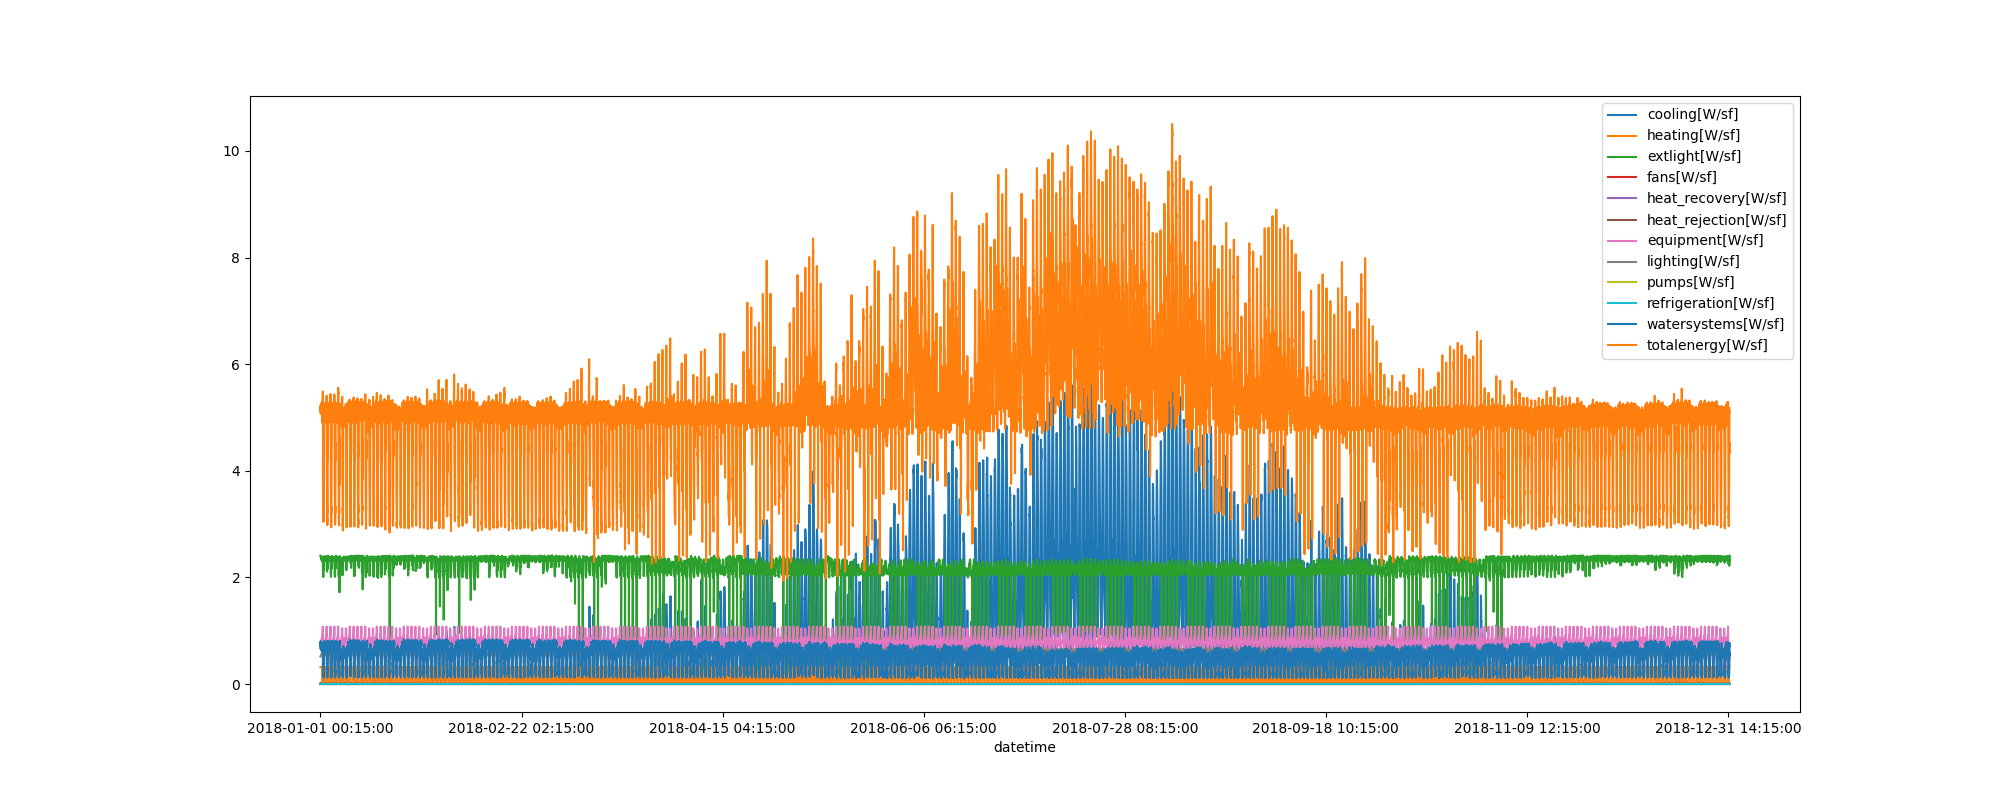 cooling[W/sf]
heating[W/sf]
extlight[W/sf]
fans[W/sf]
heat_recovery[W/sf]
heat_rejection[W/sf]
equipment[W/sf]
lighting[W/sf]
pumps[W/sf]
refrigeration[W/sf]
watersystems[W/sf]
totalenergy[W/sf]
10
8
6
4
2
0
2018-01-01 00:15:00 2018-02-22 02:15:00 2018-04-15 04:15:00 2018-06-06 06:15:00 2018-07-28 08:15:00 2018-09-18 10:15:00 2018-11-09 12:15:00 2018-12-31 14:15:00
datetime